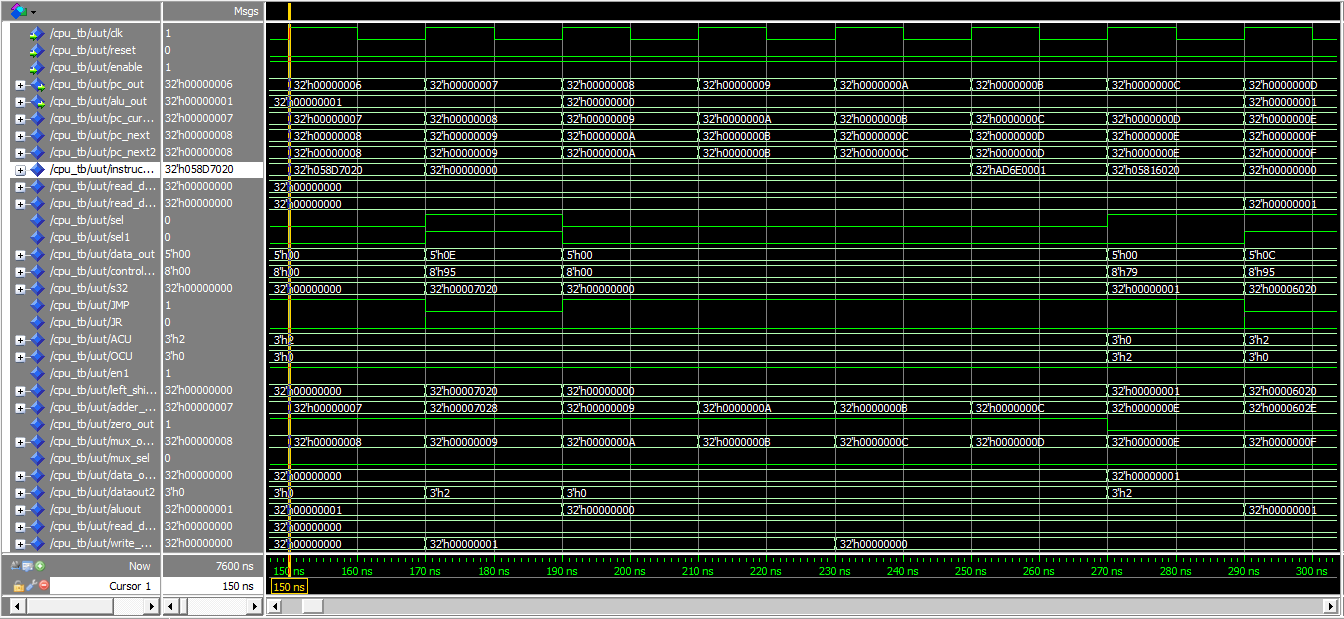 Msgs
/cpu_tb/uut/clk 1
/cpu_tb/uut/reset 0
/cpu_tb/uut/enable 1
/cpu_tb/uut/pc_out 32'h00000006 32'h00000006 32'h00000007 32'h00000008 32'h00000009 32'h0000000A 32'h0000000B 32'h0000000C 32'h0000000D
/cpu_tb/uut/alu_out 32'h00000001 32'h00000001 32'h00000000 32'h00000001
/cpu_tb/uut/pc_cur... 32'h00000007 32'h00000007 32'h00000008 32'h00000009 32'h0000000A 32'h0000000B 32'h0000000C 32'h0000000D 32'h0000000E
/cpu_tb/uut/pc_next 32'h00000008 32'h00000008 32'h00000009 32'h0000000A 32'h0000000B 32'h0000000C 32'h0000000D 32'h0000000E 32'h0000000F
/cpu_tb/uut/pc_next2 32'h00000008 32'h00000008 32'h00000009 32'h0000000A 32'h0000000B 32'h0000000C 32'h0000000D 32'h0000000E 32'h0000000F
/cpu_tb/uut/instruc... 32'h058D7020 32'h058D7020 32'h00000000 32'hAD6E0001 32'h05816020 32'h00000000
/cpu_tb/uut/read_d... 32'h00000000 32'h00000000
/cpu_tb/uut/read_d... 32'h00000000 32'h00000000 32'h00000001
/cpu_tb/uut/sel 0
/cpu_tb/uut/sel1 0
/cpu_tb/uut/data_out 5'h00 5'h00 5'h0E 5'h00 5'h00 5'h0C
/cpu_tb/uut/control... 8'h00 8'h00 8'h95 8'h00 8'h79 8'h95
/cpu_tb/uut/s32 32'h00000000 32'h00000000 32'h00007020 32'h00000000 32'h00000001 32'h00006020
/cpu_tb/uut/JMP 1
/cpu_tb/uut/JR 0
/cpu_tb/uut/ACU 3'h2 3'h2 3'h0 3'h2
/cpu_tb/uut/OCU 3'h0 3'h0 3'h2 3'h0
/cpu_tb/uut/en1 1
/cpu_tb/uut/left_shi... 32'h00000000 32'h00000000 32'h00007020 32'h00000000 32'h00000001 32'h00006020
/cpu_tb/uut/adder_... 32'h00000007 32'h00000007 32'h00007028 32'h00000009 32'h0000000A 32'h0000000B 32'h0000000C 32'h0000000E 32'h0000602E
/cpu_tb/uut/zero_out 1
/cpu_tb/uut/mux_o... 32'h00000008 32'h00000008 32'h00000009 32'h0000000A 32'h0000000B 32'h0000000C 32'h0000000D 32'h0000000E 32'h0000000F
/cpu_tb/uut/mux_sel 0
/cpu_tb/uut/data_o... 32'h00000000 32'h00000000 32'h00000001
/cpu_tb/uut/dataout2 3'h0 3'h0 3'h2 3'h0 3'h2
/cpu_tb/uut/aluout 32'h00000001 32'h00000001 32'h00000000 32'h00000001
/cpu_tb/uut/read_d... 32'h00000000 32'h00000000
/cpu_tb/uut/write_... 32'h00000000 32'h00000000 32'h00000001 32'h00000000
Now 7600 ns 150 ns 160 ns 170 ns 180 ns 190 ns 200 ns 210 ns 220 ns 230 ns 240 ns 250 ns 260 ns 270 ns 280 ns 290 ns 300 ns
Cursor 1 150 ns 150 ns